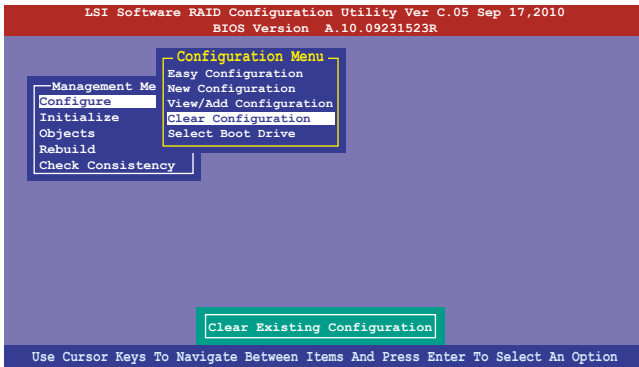 LSI Software RAID Configuration Utility Ver C.05 Sep 17,2010
BIOS Version A.10.09231523R
Configuration Menu
Easy Configuration
New Configuration
View/Add Configuration
Clear Configuration
Select Boot Drive
Management Me
Configure
Initialize
Objects
Rebuild
Check Consistency
Clear Existing Configuration
Use Cursor Keys To Navigate Between Items And Press Enter To Select An Option